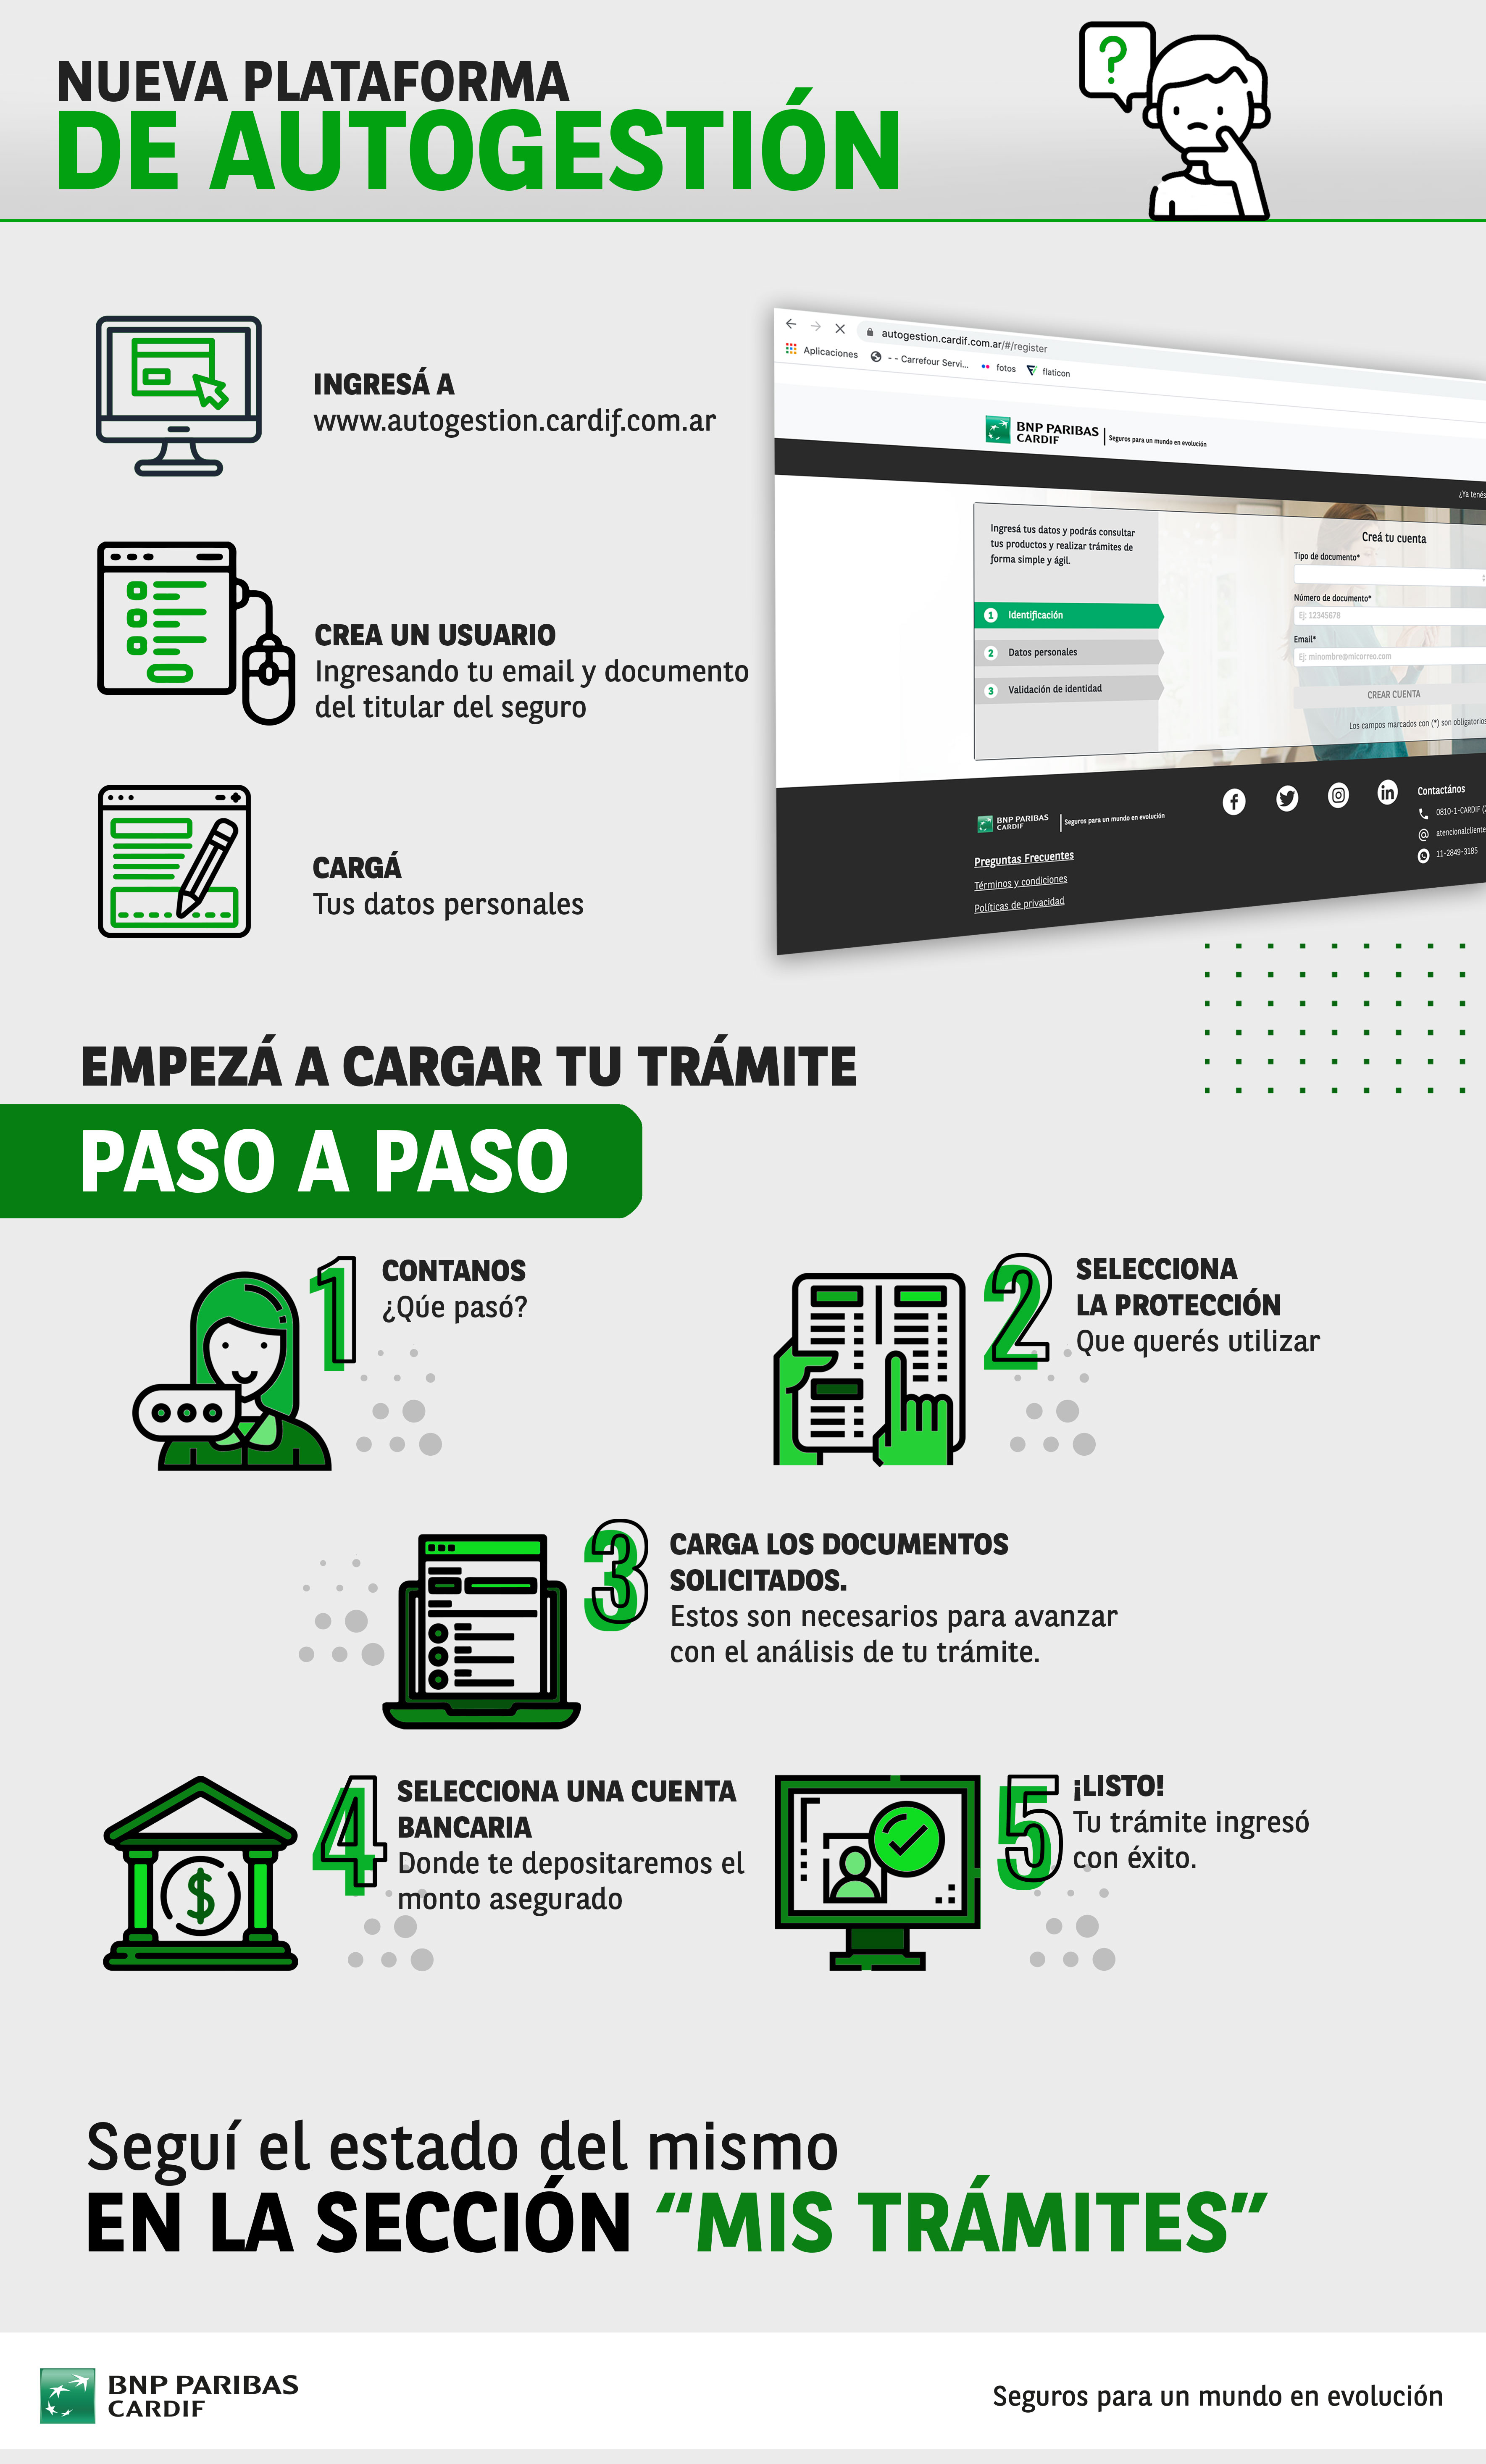 NUEVA PLATAFORMA
DE AUTOGESTIÓN
?
INGRESÁ A
www.autogestion.cardif.com.ar
CREA UN USUARIO
Ingresando tu email y documento
del titular del seguro
CARGÁ
Tus datos personales
autogestion.cardif.com.ar/#/register
Aplicaciones
- - Carrefour Servi...
fotos
flaticon
BNP PARIBAS
CARDIF
Seguros para un mundo en evolución
¿Ya tenés
Ingresá tus datos y podrás consultar
tus productos y realizar trámites de
forma simple y ágil.
1 Identificación
2 Datos personales
3 Validación de identidad
Creá tu cuenta
Tipo de documento*
Número de documento*
Ej: 12345678
Email*
Ej: minombre@micorreo.com
CREAR CUENTA
Los campos marcados con (*) son obligatorios
BNP PARIBAS
CARDIF
Seguros para un mundo en evolución
Preguntas Frecuentes
Términos y condiciones
Políticas de privacidad
Contactános
0810-1-CARDIF (2
atencionalcliente
11-2849-3185
EMPEZÁ A CARGAR TU TRÁMITE
PASO A PASO
1
CONTANOS
¿Qúe pasó?
2
SELECCIONA
LA PROTECCIÓN
Que querés utilizar
3
CARGA LOS DOCUMENTOS
SOLICITADOS.
Estos son necesarios para avanzar
con el análisis de tu trámite.
4
SELECCIONA UNA CUENTA
BANCARIA
Donde te depositaremos el
monto asegurado
$
5
¡LISTO!
Tu trámite ingresó
con éxito.
Seguí el estado del mismo
EN LA SECCIÓN “MIS TRÁMITES”
BNP PARIBAS
CARDIF
Seguros para un mundo en evolución